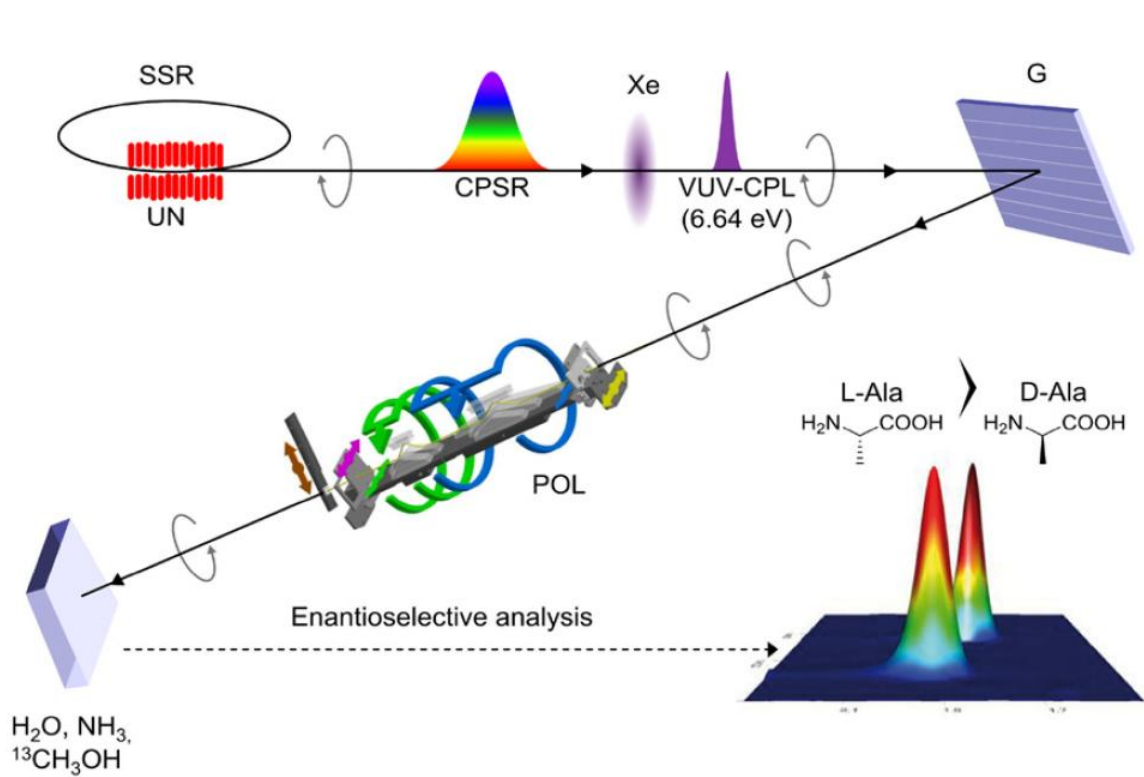 SSR
UN
CPSR
Xe
VUV-CPL
(6.64 eV)
G
POL
L-Ala
D-Ala
H₂N
COOH
H₂N
COOH
Enantioselective analysis
H₂O, NH₃,
¹³CH₃OH